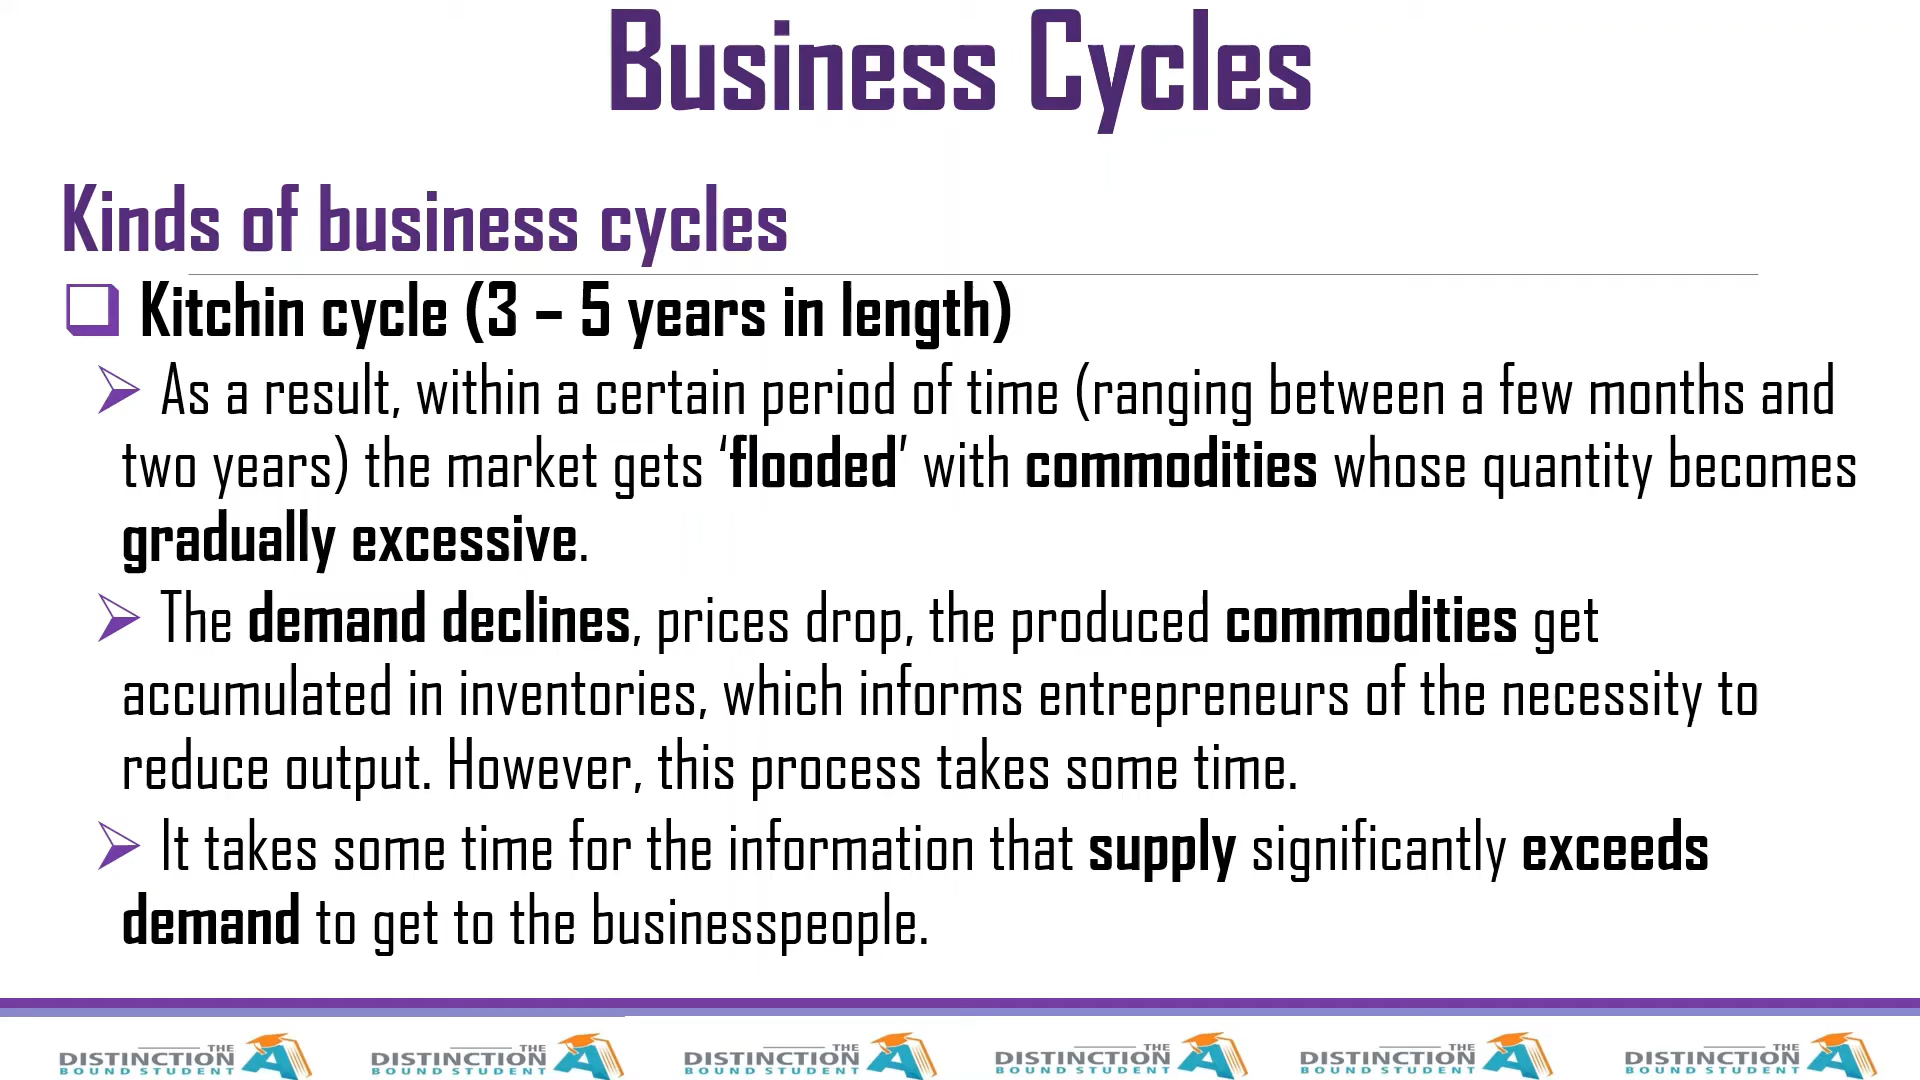 Business Cycles
Kinds of business cycles
Kitchin cycle (3 – 5 years in length)
As a result, within a certain period of time (ranging between a few months and
two years) the market gets ‘flooded’ with commodities whose quantity becomes
gradually excessive.
The demand declines, prices drop, the produced commodities get
accumulated in inventories, which informs entrepreneurs of the necessity to
reduce output. However, this process takes some time.
It takes some time for the information that supply significantly exceeds
demand to get to the businesspeople.
THE DISTINCTION BOUND STUDENT A
THE DISTINCTION BOUND STUDENT A
THE DISTINCTION BOUND STUDENT A
THE DISTINCTION BOUND STUDENT A
THE DISTINCTION BOUND STUDENT A
THE DISTINCTION BOUND STUDENT A